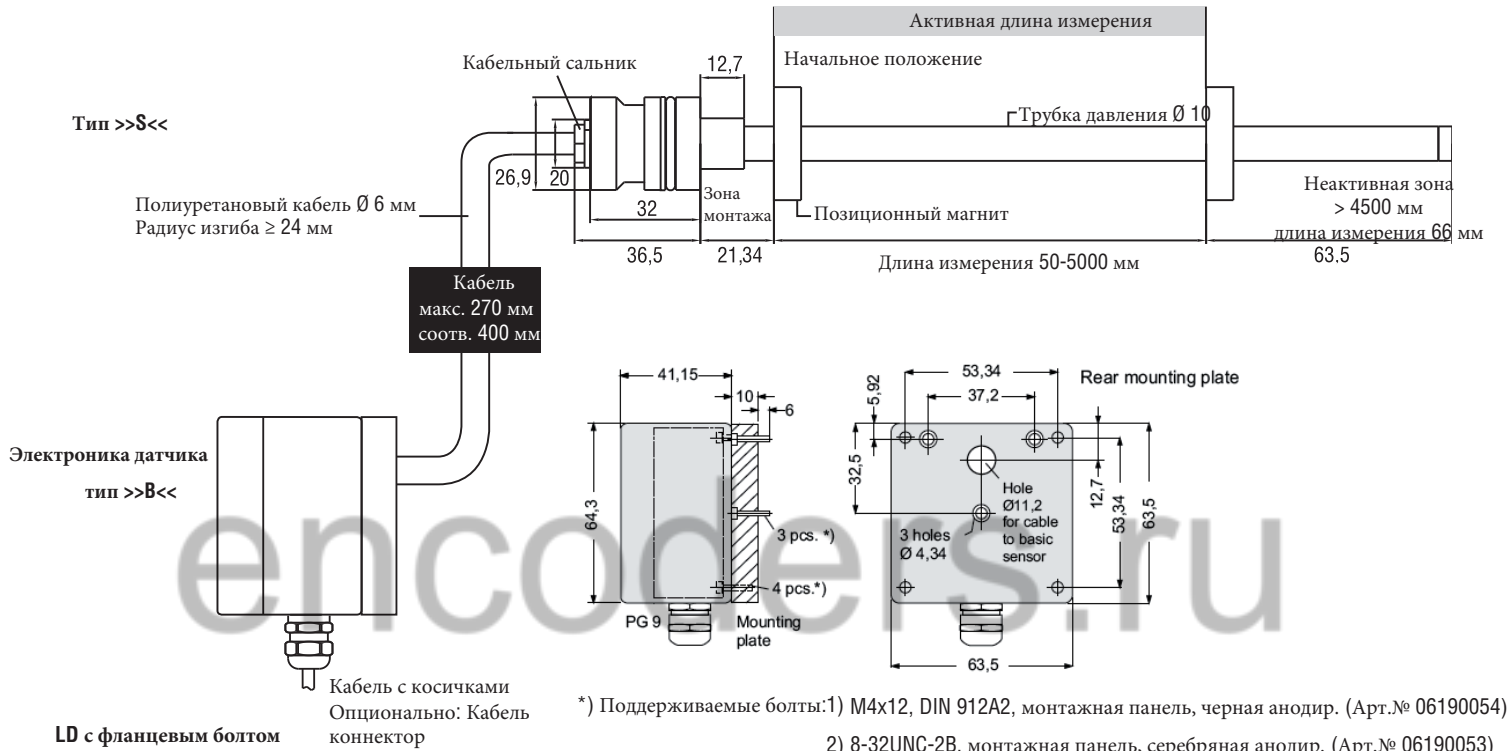 Активная длина измерения
Кабельный сальник
12,7
Начальное положение
Тип >>S<<
Трубка давления Ø 10
26,9
20
Зона
монтажа
32
Позиционный магнит
Неактивная зона
> 4500 мм
длина измерения 66 мм
Полиуретановый кабель Ø 6 мм
Радиус изгиба ≥ 24 мм
36,5
21,34
Длина измерения 50-5000 мм
63.5
Кабель
макс. 270 мм
соотв. 400 мм
41,15
10
6
64,3
3 pcs. *)
4 pcs.*)
PG 9
Mounting
plate
53,34
Rear mounting plate
5,92
37,2
32,5
12,7
53,34
63,5
Hole
Ø11,2
for cable
to basic
sensor
3 holes
Ø 4,34
63,5
Электроника датчика
тип >>B<<
encoders.ru
Кабель с косичками
Опционально: Кабель
коннектор
LD с фланцевым болтом
*) Поддерживаемые болты:1) M4x12, DIN 912A2, монтажная панель, черная анодир. (Арт.№ 06190054)
2) 8-32UNC-2B, монтажная панель, серебряная анодир. (Арт.№ 06190053)